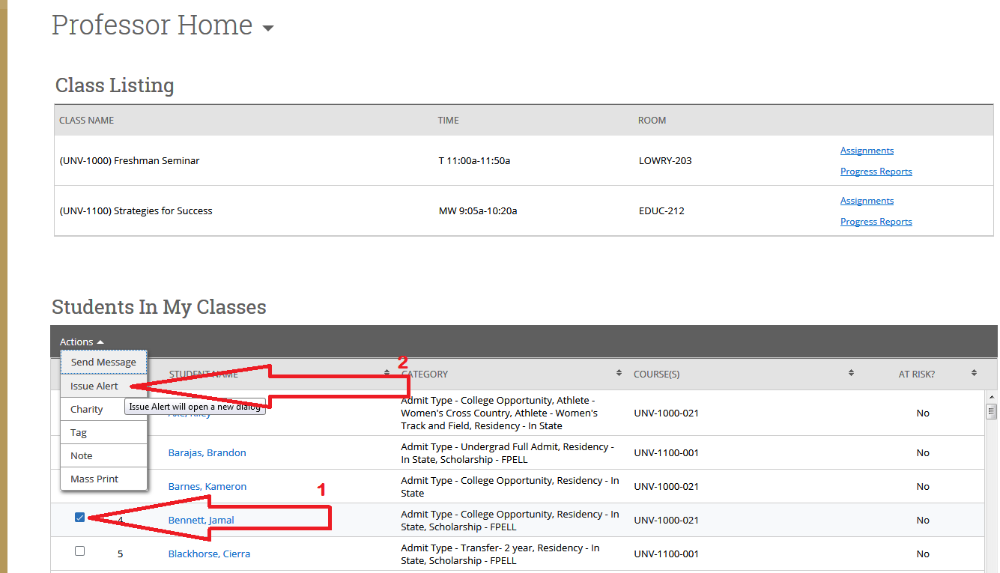 Professor Home
Class Listing
CLASS NAME TIME ROOM
(UNV-1000) Freshman Seminar T 11:00a-11:50a LOWRY-203 Assignments
Progress Reports
(UNV-1100) Strategies for Success MW 9:05a-10:20a EDUC-212 Assignments
Progress Reports
Students In My Classes
Actions
Send Message
Issue Alert
Issue Alert will open a new dialog
Charity
Tag
Note
Mass Print
2
STUDENT NAME CATEGORY COURSE(S) AT RISK?
Admit Type - College Opportunity, Athlete -
Women's Cross Country, Athlete - Women's UNV-1000-021 No
Track and Field, Residency - In State
Barajas, Brandon Admit Type - Undergrad Full Admit, Residency - UNV-1100-001 No
In State, Scholarship - FPELL
Barnes, Kameron Admit Type - College Opportunity, Residency - In UNV-1000-021 No
State
1
4 Bennett, Jamal Admit Type - College Opportunity, Residency - In UNV-1000-021 No
State, Scholarship - FPELL
5 Blackhorse, Cierra Admit Type - Transfer- 2 year, Residency - In UNV-1100-001 No
State, Scholarship - FPELL